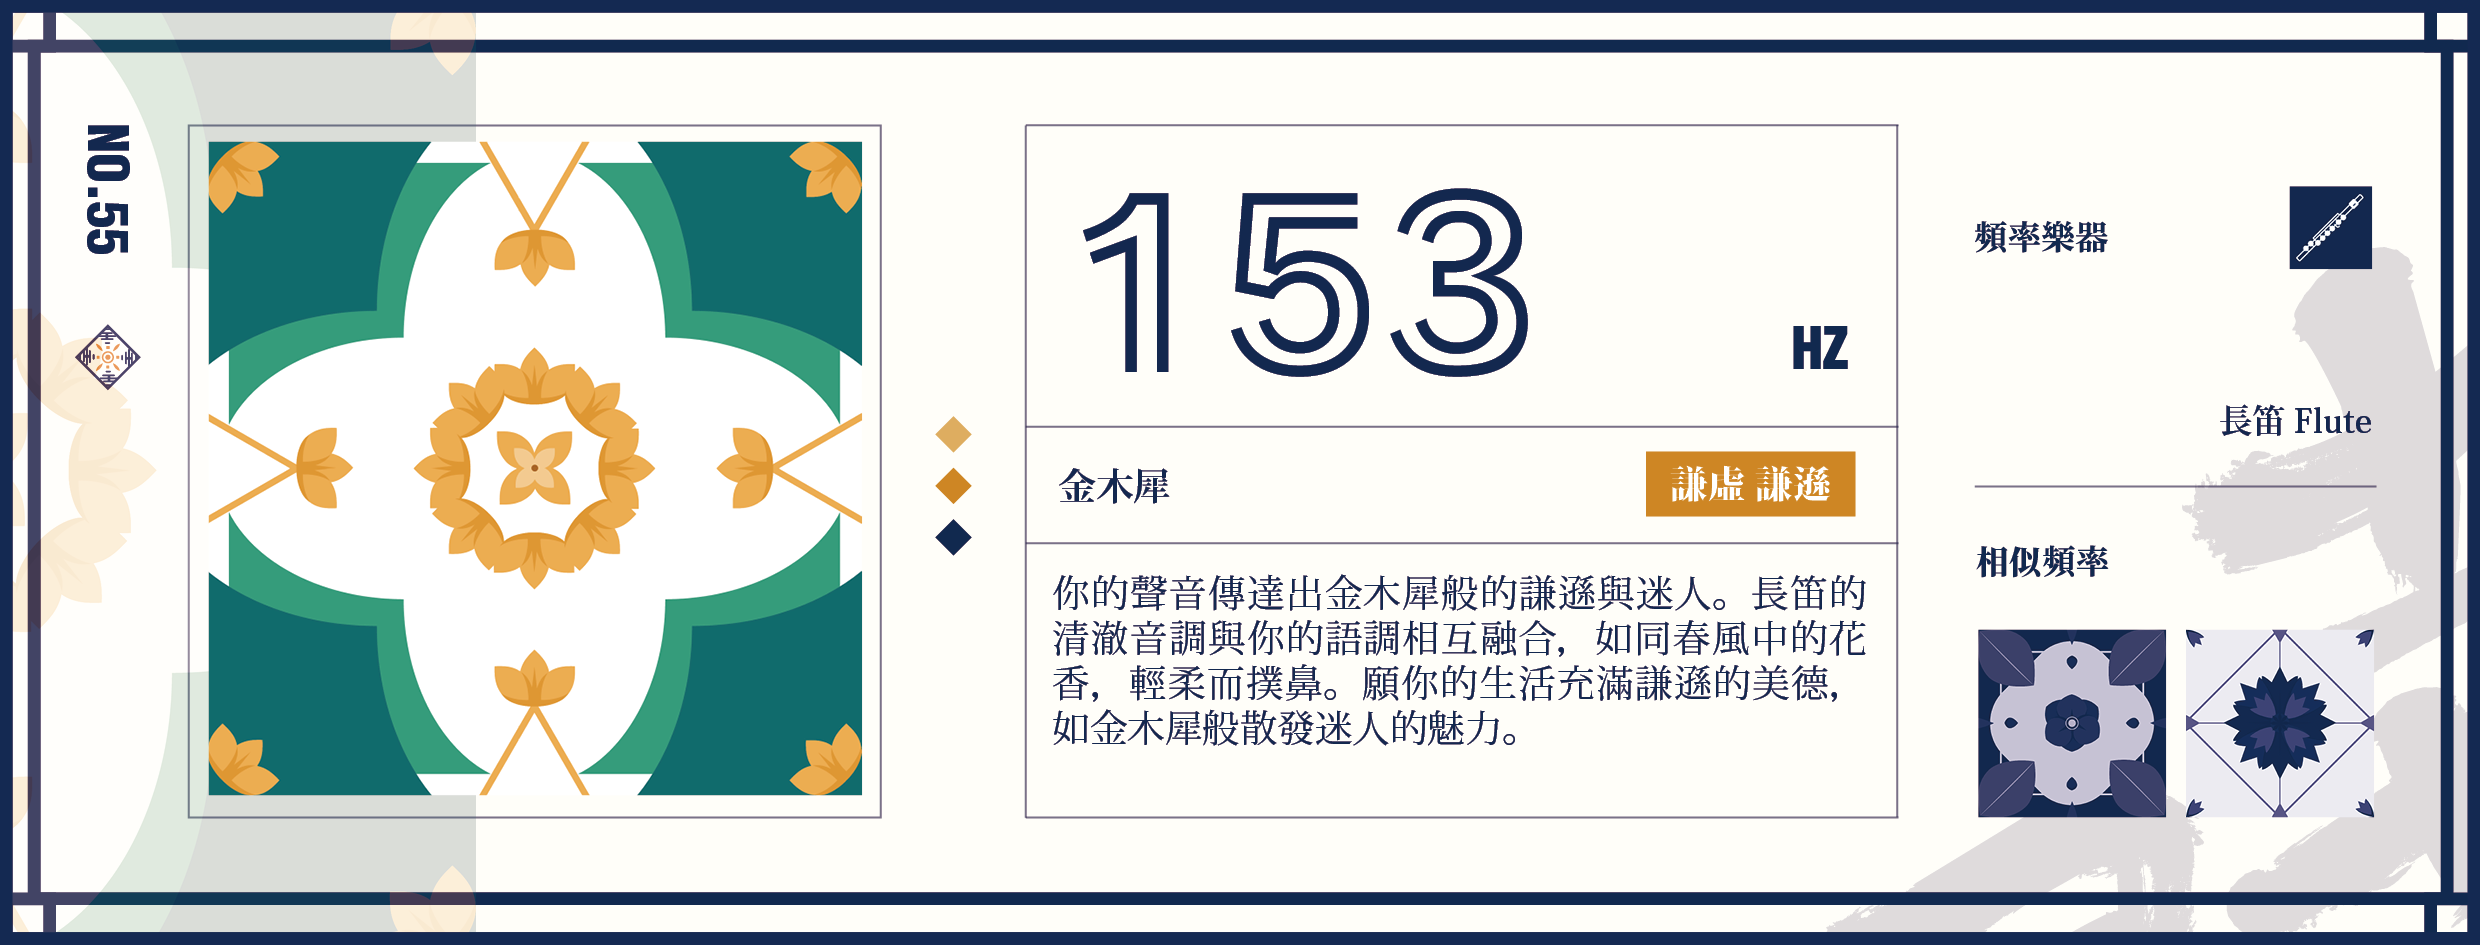 NO.55
153
HZ
金木犀
謙虛 謙遜
你的聲音傳達出金木犀般的謙遜與迷人。長笛的
清澈音調與你的語調相互融合，如同春風中的花
香，輕柔而撲鼻。願你的生活充滿謙遜的美德，
如金木犀般散發迷人的魅力。
頻率樂器
長笛 Flute
相似頻率